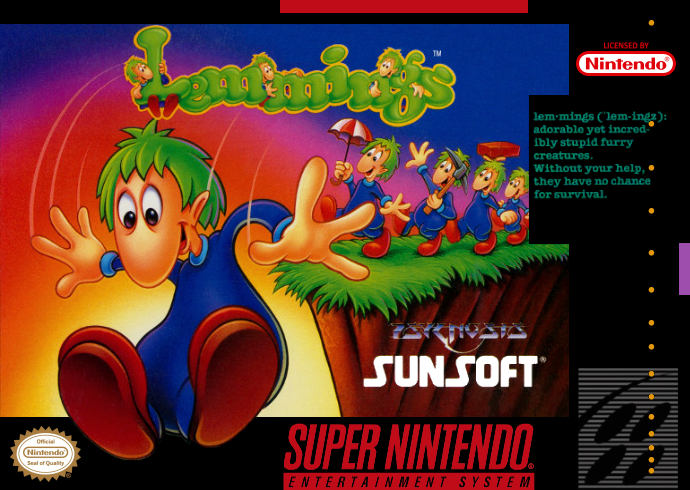 Lemmings
TM
LICENSED BY
Nintendo®
lem·mings ('lem-ingz):
adorable yet incred-
ibly stupid furry
creatures.
Without your help,
they have no chance
for survival.
PSYGNOSIS
SUNSOFT®
Official
Nintendo
Seal of Quality
SUPER NINTENDO®
ENTERTAINMENT SYSTEM